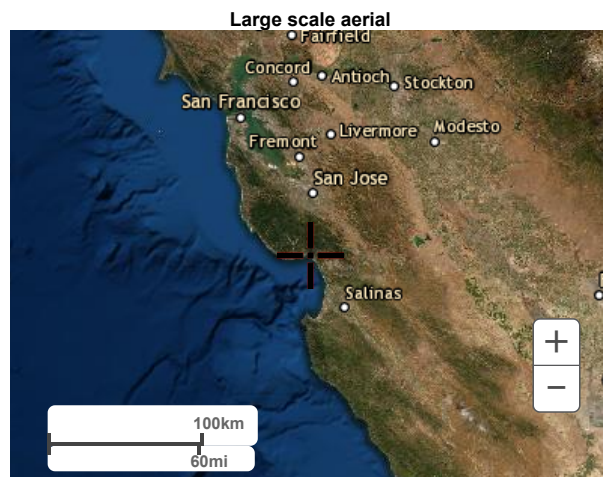 Large scale aerial
Fairfield
Concord
Antioch
Stockton
San Francisco
Fremont
Livermore
Modesto
San Jose
Salinas
+
−
100km
60mi